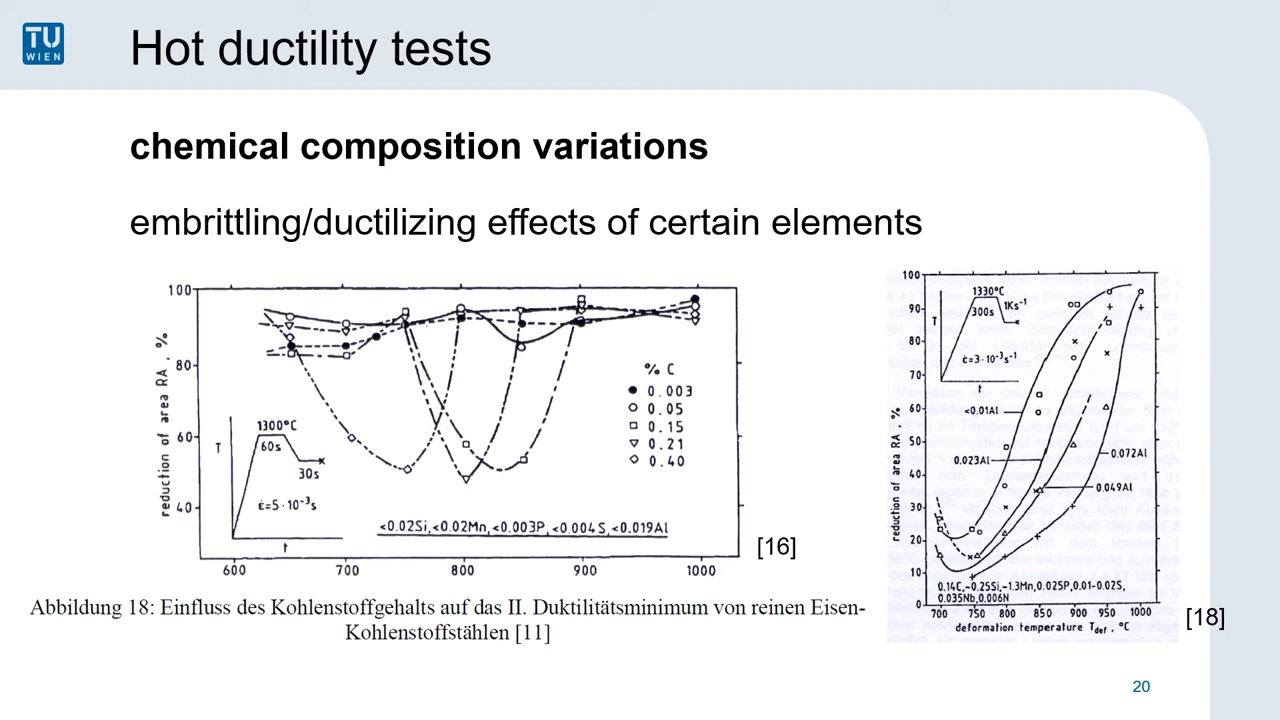 TU
WIEN
Hot ductility tests
chemical composition variations
embrittling/ductilizing effects of certain elements
reduction of area RA, %
100
80
60
40
600
700
800
900
1000
T
1300°C
60s
30s
ε̇=5·10⁻³s
t
% C
0.003
0.05
0.15
0.21
0.40
<0.02Si,<0.02Mn,<0.003P,<0.004S,<0.019Al
[16]
Abbildung 18: Einfluss des Kohlenstoffgehalts auf das II. Duktilitätsminimum von reinen Eisen-
Kohlenstoffstählen [11]
reduction of area RA, %
100
90
80
70
60
50
40
30
20
10
0
T
1330°C
300s
1Ks⁻¹
ε̇=3·10⁻³s⁻¹
t
<0.01Al
0.023Al
0.072Al
0.049Al
0.14C,~0.25Si,~1.3Mn,0.02SP,0.01-0.02S,
0.035Nb,0.006N
700
750
800
850
900
950
1000
deformation temperature Tdef, °C
[18]
20